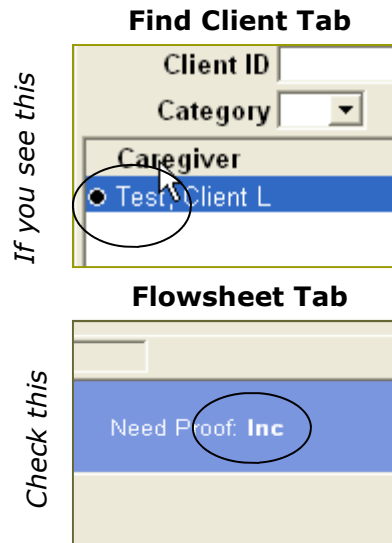 Find Client Tab
If you see this
Client ID
Category
Caregiver
Test, Client L
Flowsheet Tab
Check this
Need Proof: Inc